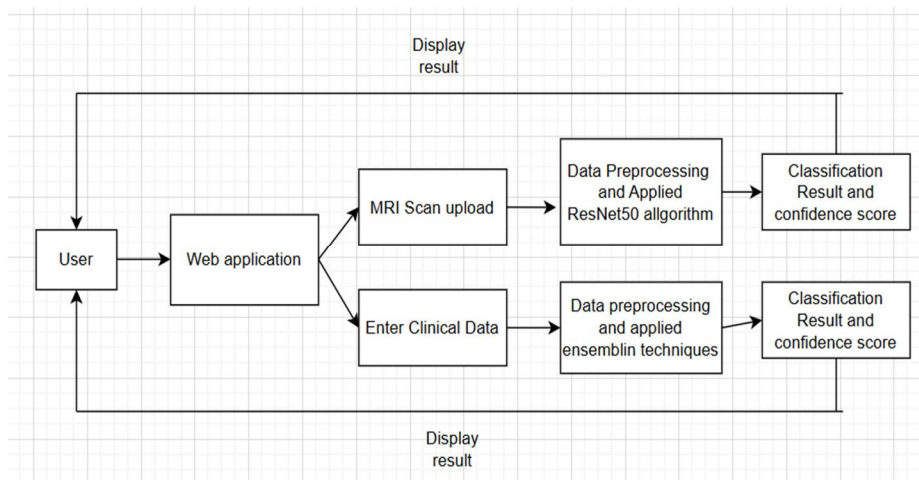 Display
result
User
Web application
MRI Scan upload
Data Preprocessing
and Applied
ResNet50 allgorithm
Classification
Result and
confidence score
Enter Clinical Data
Data preprocessing
and applied
ensemblin techniques
Classification
Result and
confidence score
Display
result